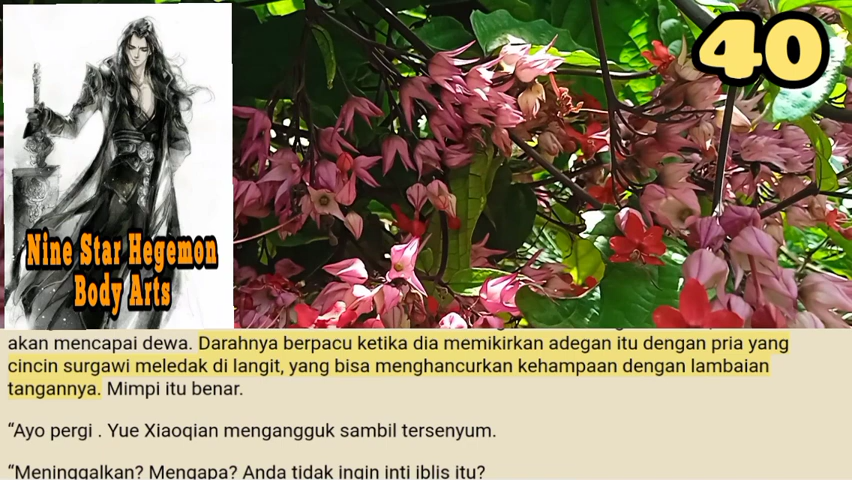 40
Nine Star Hegemon
Body Arts
akan mencapai dewa. Darahnya berpacu ketika dia memikirkan adegan itu dengan pria yang
cincin surgawi meledak di langit, yang bisa menghancurkan kehampaan dengan lambaian
tangannya. Mimpi itu benar.
“Ayo pergi . Yue Xiaoqian mengangguk sambil tersenyum.
“Meninggalkan? Mengapa? Anda tidak ingin inti iblis itu?